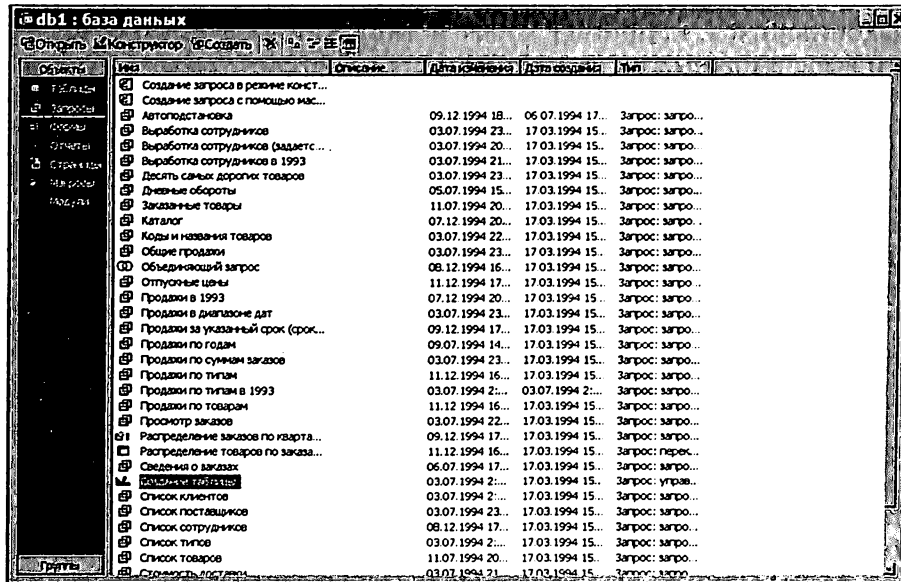 db1 : база данных
Открыть Конструктор Создать
Объекты
Таблицы
Запросы
Формы
Отчеты
Страницы
Макросы
Модули
Группы
Имя Описание Дата изменения Дата создания Тип
Создание запроса в режиме конст...
Создание запроса с помощью мас...
Автоподстановка 09.12.1994 18... 06 07.1994 17... Запрос: запро...
Выработка сотрудников 03.07.1994 23... 17 03.1994 15... Запрос: запро...
Выработка сотрудников (задаетс... 03.07.1994 20... 17 03.1994 15... Запрос: запро...
Выработка сотрудников в 1993 03.07.1994 21... 17.03.1994 15... Запрос: запро...
Десять самых дорогих товаров 03.07.1994 23... 17.03.1994 15... Запрос: запро...
Дневные обороты 05.07.1994 15... 17.03.1994 15... Запрос: запро...
Заказанные товары 11.07.1994 20... 17 03.1994 15... Запрос: запро...
Каталог 07.12.1994 20... 17.03.1994 15... Запрос: запро...
Коды и названия товаров 03.07.1994 22... 17 03.1994 15... Запрос: запро...
Общие продажи 03.07.1994 23... 17.03.1994 15... Запрос: запро...
Объединяющий запрос 08.12.1994 16... 17 03.1994 15... Запрос: запро...
Отпускные цены 11.12.1994 17... 17.03.1994 15... Запрос: запро...
Продажи в 1993 07.12.1994 20... 17.03.1994 15... Запрос: запро...
Продажи в диапазоне дат 03.07.1994 23... 17.03.1994 15... Запрос: запро...
Продажи за указанный срок (срок... 09.12.1994 17... 17.03.1994 15... Запрос: запро...
Продажи по годам 09.07.1994 14... 17.03.1994 15... Запрос: запро...
Продажи по суммам заказов 03.07.1994 23... 17.03.1994 15... Запрос: запро...
Продажи по типам 11.12.1994 16... 17.03.1994 15... Запрос: запро...
Продажи по типам в 1993 03.07.1994 2:... 03.07.1994 2:... Запрос: запро...
Продажи по товарам 11.12 1994 16... 17.03.1994 15... Запрос: запро...
Просмотр заказов 03.07.1994 22... 17.03.1994 15... Запрос: запро...
Распределение заказов по кварта... 09.12.1994 17... 17.03.1994 15... Запрос: запро...
Распределение товаров по заказа... 11.12.1994 16... 17.03.1994 15... Запрос: перек...
Сведения о заказах 06.07.1994 17... 17.03.1994 15... Запрос: запро...
Создание таблицы 03.07.1994 2:... 17.03.1994 15... Запрос: управ...
Список клиентов 03.07.1994 2:... 17.03.1994 15... Запрос: запро...
Список поставщиков 03.07.1994 23... 17.03.1994 15... Запрос: запро...
Список сотрудников 08.12.1994 17... 17.03.1994 15... Запрос: запро...
Список типов 03.07.1994 2:... 17.03.1994 15... Запрос: запро...
Список товаров 11.07.1994 20... 17 03.1994 15... Запрос: запро...
Стоимость доставки 03.07.1994 21... 17.03.1994 15... Запрос: запро...